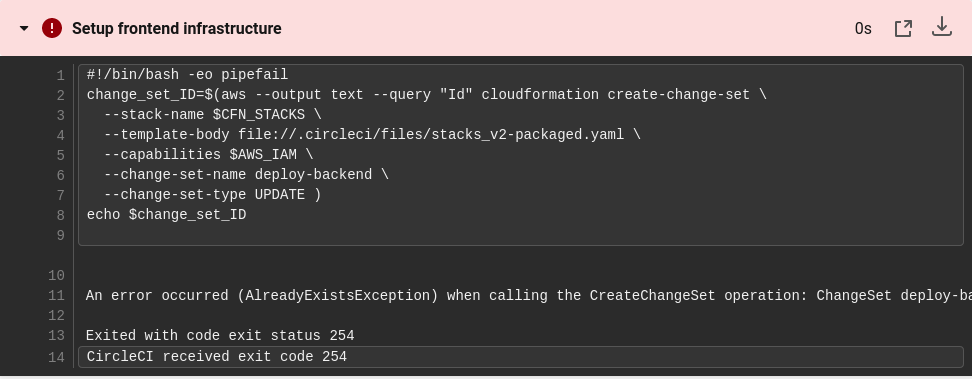 Setup frontend infrastructure 0s
1 #!/bin/bash -eo pipefail
2 change_set_ID=$(aws --output text --query "Id" cloudformation create-change-set \
3   --stack-name $CFN_STACKS \
4   --template-body file://.circleci/files/stacks_v2-packaged.yaml \
5   --capabilities $AWS_IAM \
6   --change-set-name deploy-backend \
7   --change-set-type UPDATE )
8 echo $change_set_ID
9
10
11 An error occurred (AlreadyExistsException) when calling the CreateChangeSet operation: ChangeSet deploy-ba
12
13 Exited with code exit status 254
14 CircleCI received exit code 254